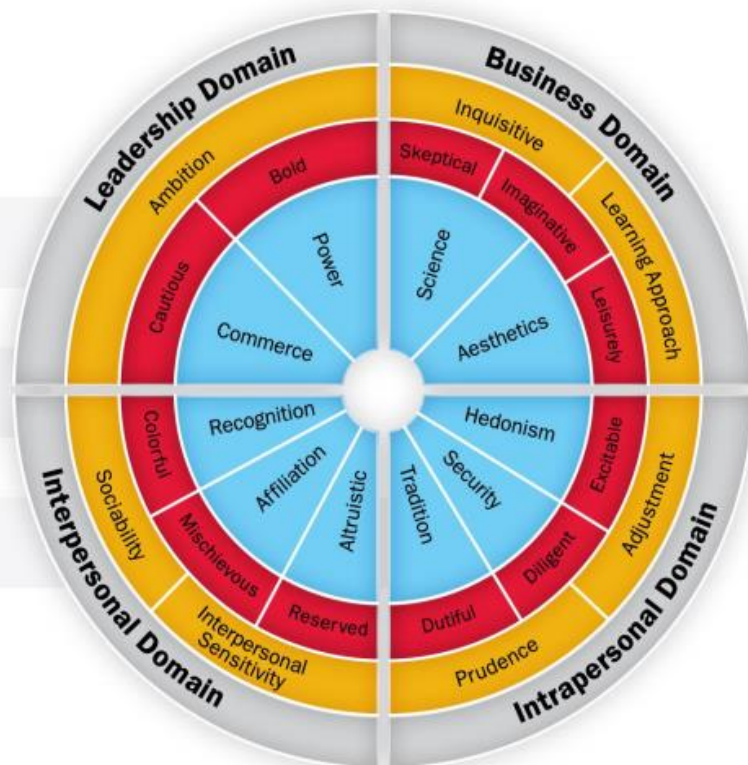 Leadership Domain
Ambition
Bold
Cautious
Power
Commerce
Business Domain
Inquisitive
Learning Approach
Skeptical
Imaginative
Leisurely
Science
Aesthetics
Interpersonal Domain
Sociability
Interpersonal
Sensitivity
Colorful
Mischievous
Reserved
Recognition
Affiliation
Altruistic
Intrapersonal Domain
Adjustment
Prudence
Excitable
Diligent
Dutiful
Hedonism
Security
Tradition